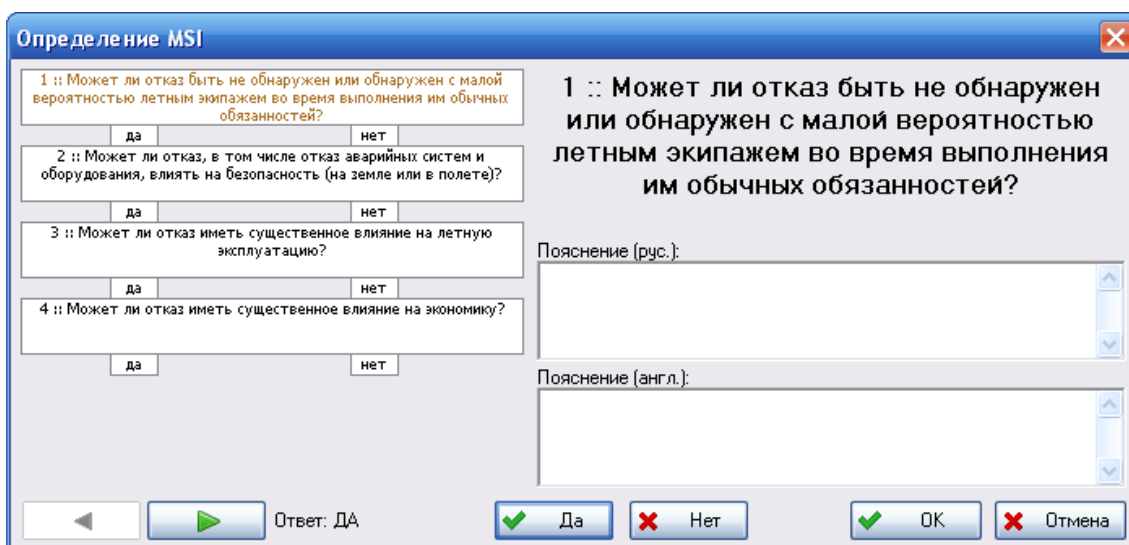 Определение MSI
1 :: Может ли отказ быть не обнаружен или обнаружен с малой
вероятностью летным экипажем во время выполнения им обычных
обязанностей?
да нет
2 :: Может ли отказ, в том числе отказ аварийных систем и
оборудования, влиять на безопасность (на земле или в полете)?
да нет
3 :: Может ли отказ иметь существенное влияние на летную
эксплуатацию?
да нет
4 :: Может ли отказ иметь существенное влияние на экономику?
да нет
1 :: Может ли отказ быть не обнаружен
или обнаружен с малой вероятностью
летным экипажем во время выполнения
им обычных обязанностей?
Пояснение (рус.):
Пояснение (англ.):
Ответ: ДА
Да
Нет
OK
Отмена